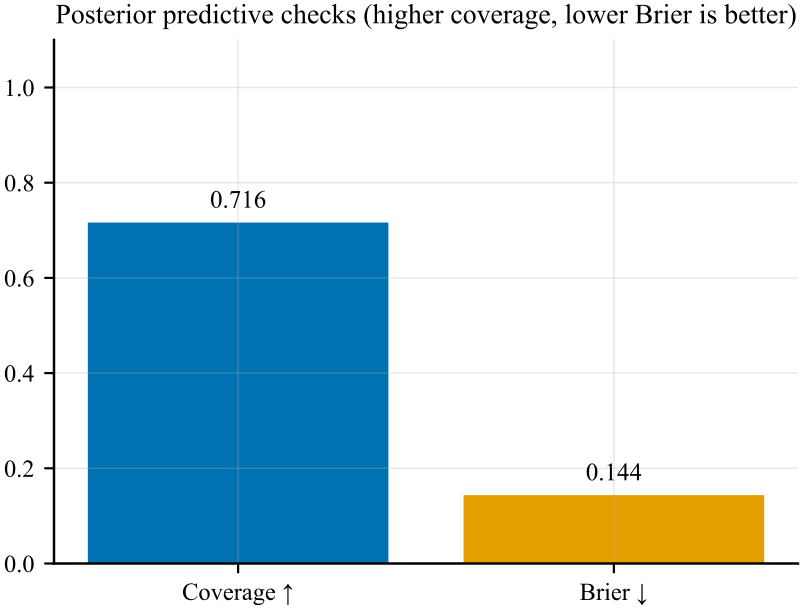 Posterior predictive checks (higher coverage, lower Brier is better)
1.0
0.8
0.716
0.6
0.4
0.2
0.144
0.0
Coverage ↑
Brier ↓